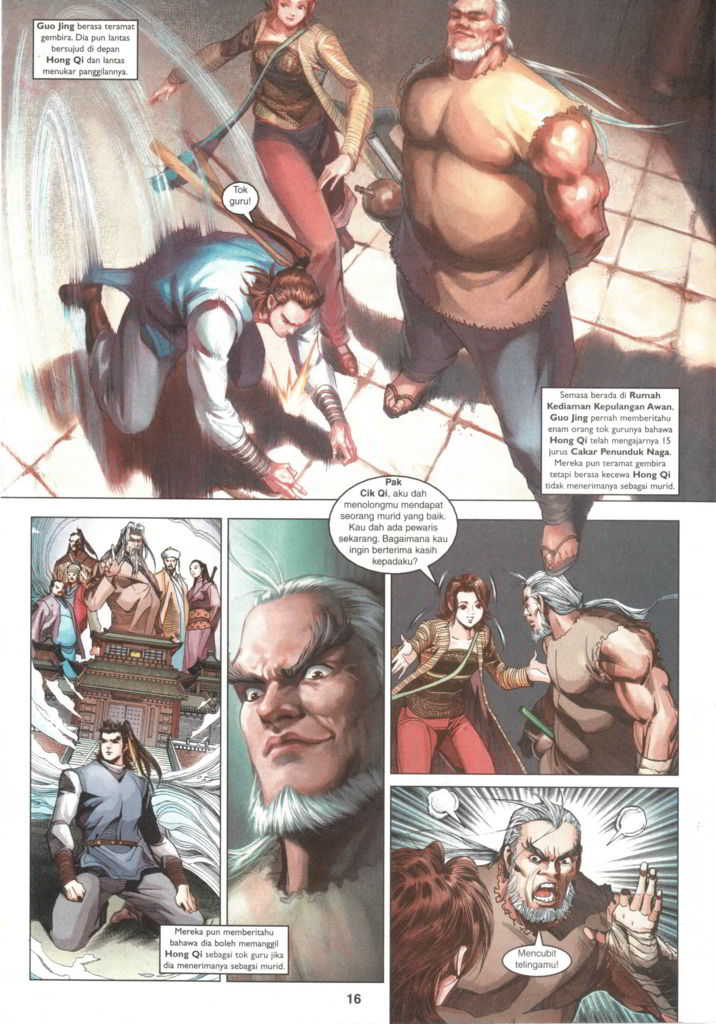 Guo Jing berasa teramat
gembira. Dia pun lantas
bersujud di depan
Hong Qi dan lantas
menukar panggilannya.
Tok
guru!
Semasa berada di Rumah
Kediaman Kepulangan Awan,
Guo Jing pernah memberitahu
enam orang tok gurunya bahawa
Hong Qi telah mengajarnya 15
jurus Cakar Penunduk Naga.
Mereka pun teramat gembira
tetapi berasa kecewa Hong Qi
tidak menerimanya sebagai murid.
Mereka pun memberitahu
bahawa dia boleh memanggil
Hong Qi sebagai tok guru jika
dia menerimanya sebagai murid.
Pak
Cik Qi, aku dah
menolongmu mendapat
seorang murid yang baik.
Kau dah ada pewaris
sekarang. Bagaimana kau
ingin berterima kasih
kepadaku?
Mencubit
telingamu!
16